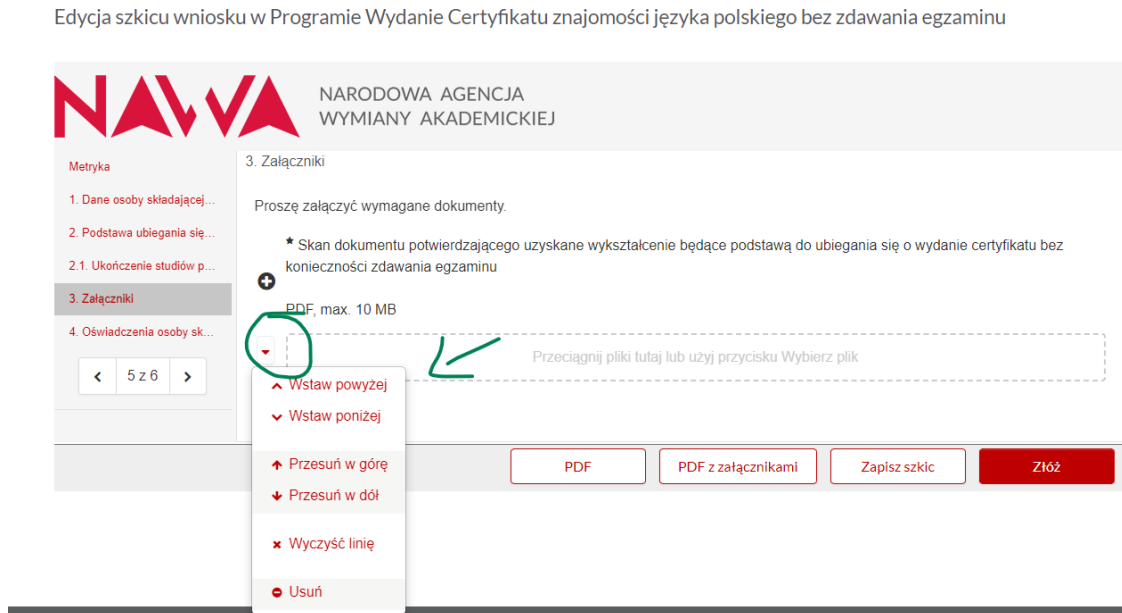 Edycja szkicu wniosku w Programie Wydanie Certyfikatu znajomości języka polskiego bez zdawania egzaminu
NAWA
NARODOWA AGENCJA
WYMIANY AKADEMICKIEJ
Metryka
1. Dane osoby składającej...
2. Podstawa ubiegania się...
2.1. Ukończenie studiów p...
3. Załączniki
4. Oświadczenia osoby sk...
5 z 6
3. Załączniki
Proszę załączyć wymagane dokumenty.
* Skan dokumentu potwierdzającego uzyskane wykształcenie będące podstawą do ubiegania się o wydanie certyfikatu bez
konieczności zdawania egzaminu
PDF, max. 10 MB
Przeciągnij pliki tutaj lub użyj przycisku Wybierz plik
Wstaw powyżej
Wstaw poniżej
Przesuń w górę
Przesuń w dół
Wyczyść linię
Usuń
PDF
PDF z załącznikami
Zapisz szkic
Złóż